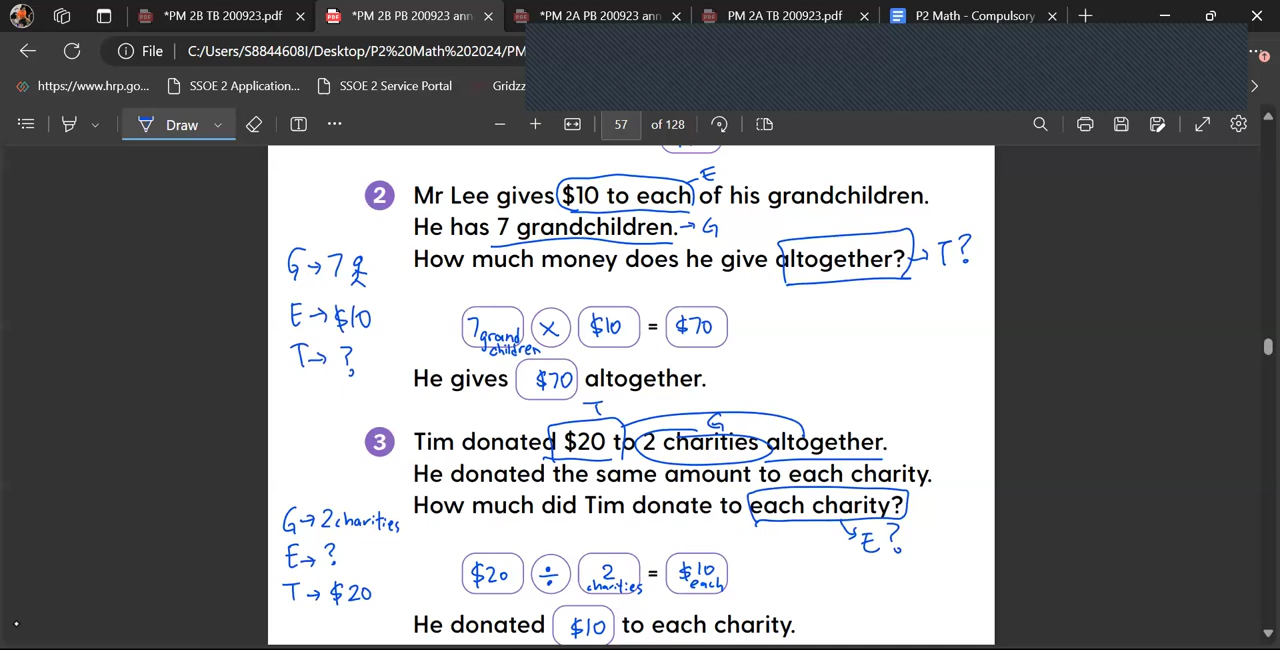 *PM 2B TB 200923.pdf
*PM 2B PB 200923 ann
*PM 2A PB 200923 ann
PM 2A TB 200923.pdf
P2 Math - Compulsory
File
C:/Users/S8844608I/Desktop/P2%20Math%202024/PM
https://www.hrp.go...
SSOE 2 Application...
SSOE 2 Service Portal
Gridzz
Draw
57 of 128
E
2 Mr Lee gives $10 to each of his grandchildren.
He has 7 grandchildren. → G
How much money does he give altogether? → T?
G → 7 g
E → $10
T → ?
7 grand children × $10 = $70
He gives $70 altogether.
T
G
3 Tim donated $20 to 2 charities altogether.
He donated the same amount to each charity.
How much did Tim donate to each charity?
E?
G → 2 charities
E → ?
T → $20
$20 ÷ 2 charities = $10 each
He donated $10 to each charity.